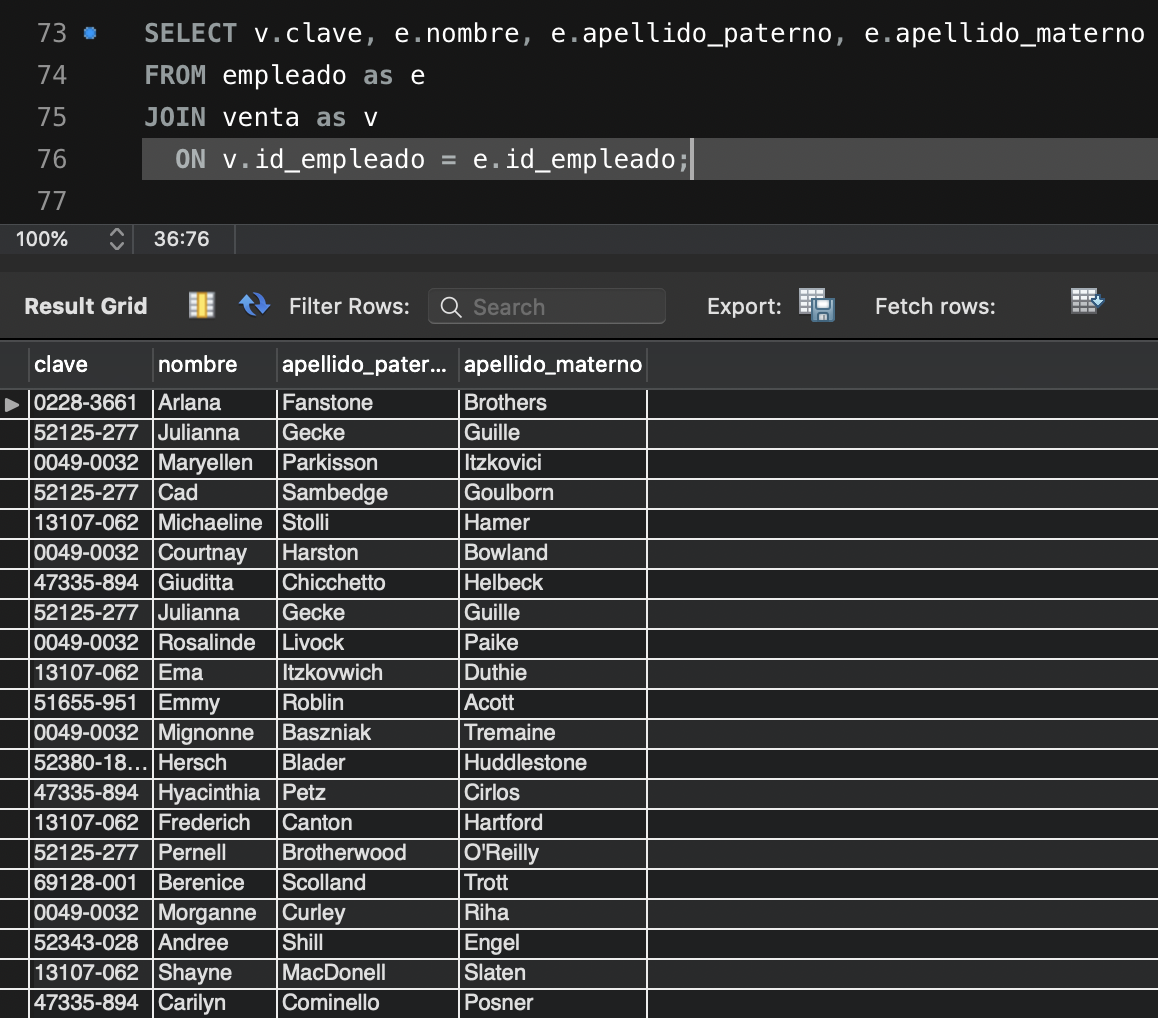 73 SELECT v.clave, e.nombre, e.apellido_paterno, e.apellido_materno
74 FROM empleado as e
75 JOIN venta as v
76 ON v.id_empleado = e.id_empleado;
77
100% 36:76
Result Grid Filter Rows: Search Export: Fetch rows:
clave nombre apellido_pater... apellido_materno
0228-3661 Arlana Fanstone Brothers
52125-277 Julianna Gecke Guille
0049-0032 Maryellen Parkisson Itzkovici
52125-277 Cad Sambedge Goulborn
13107-062 Michaeline Stolli Hamer
0049-0032 Courtnay Harston Bowland
47335-894 Giuditta Chicchetto Helbeck
52125-277 Julianna Gecke Guille
0049-0032 Rosalinde Livock Paike
13107-062 Ema Itzkovwich Duthie
51655-951 Emmy Roblin Acott
0049-0032 Mignonne Baszniak Tremaine
52380-18... Hersch Blader Huddlestone
47335-894 Hyacinthia Petz Cirlos
13107-062 Frederich Canton Hartford
52125-277 Pernell Brotherwood O'Reilly
69128-001 Berenice Scolland Trott
0049-0032 Morganne Curley Riha
52343-028 Andree Shill Engel
13107-062 Shayne MacDonell Slaten
47335-894 Carilyn Cominello Posner